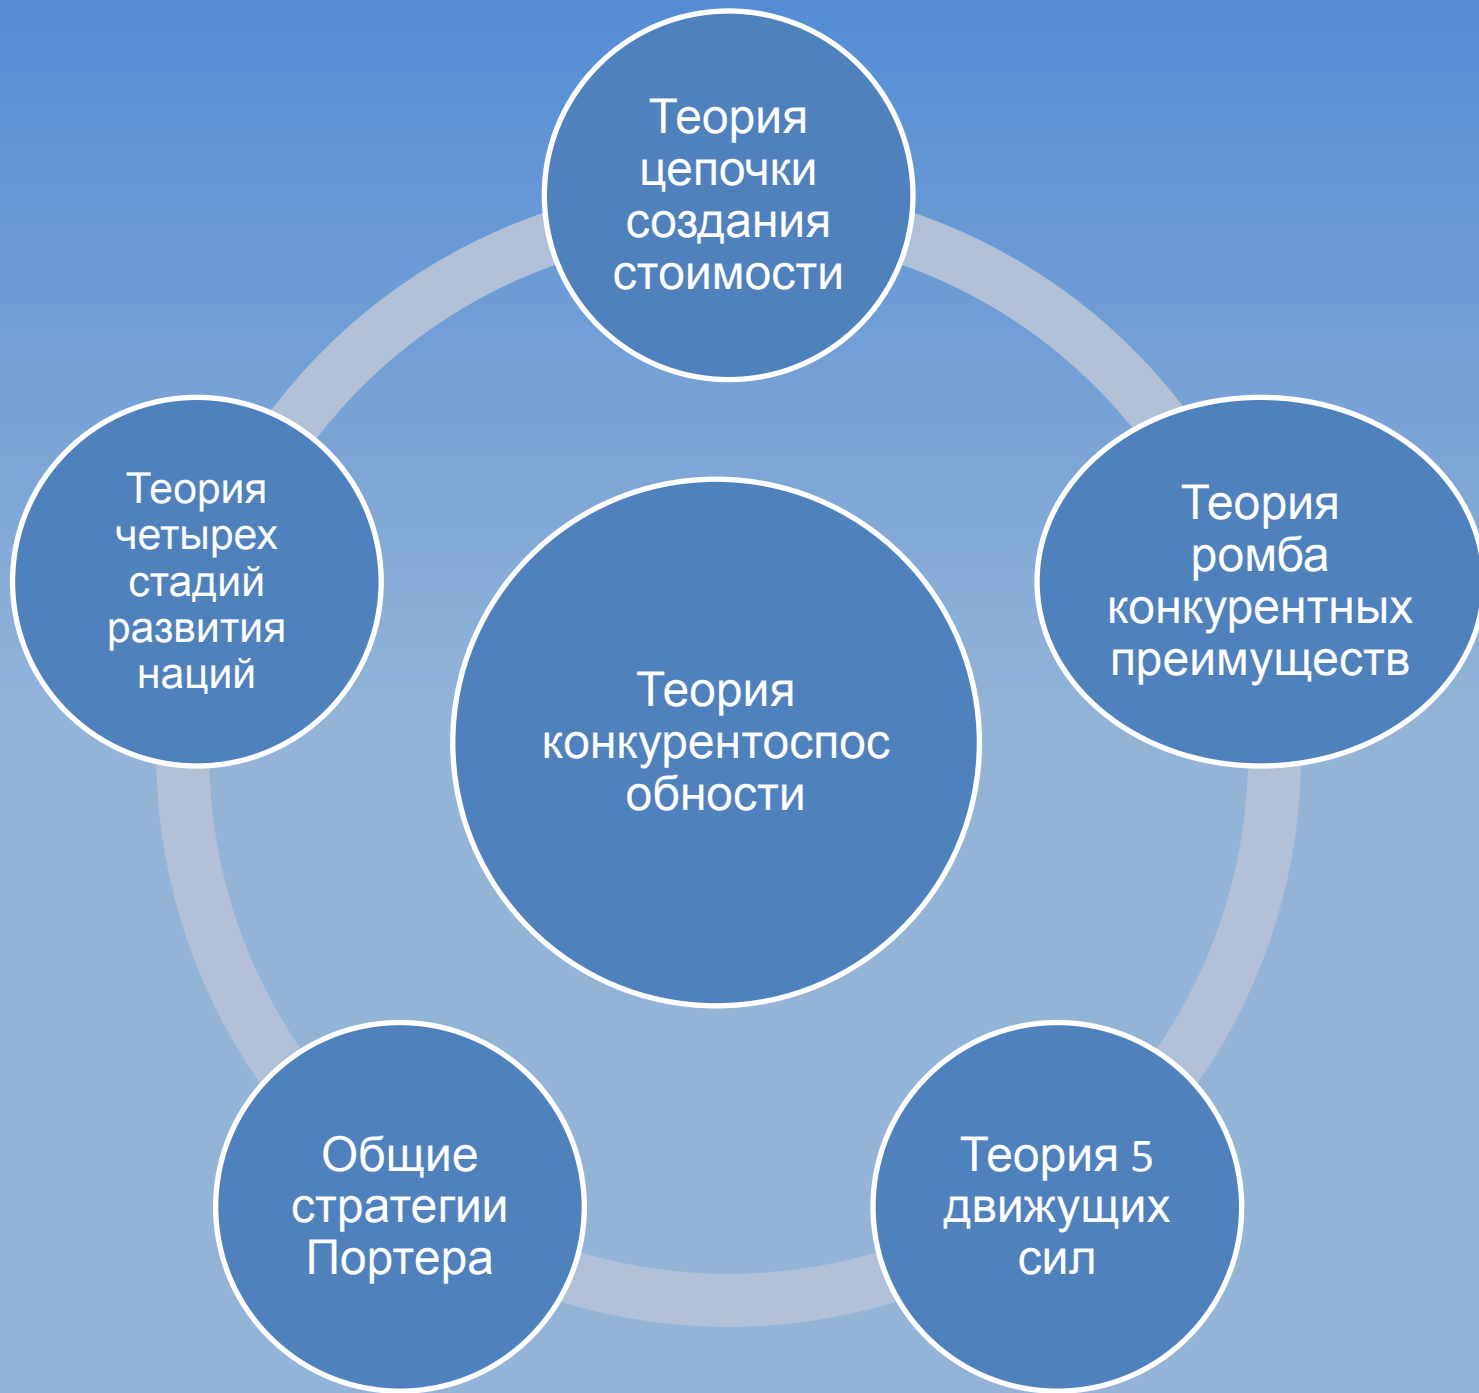 Теория
цепочки
создания
стоимости
Теория
четырех
стадий
развития
наций
Теория
ромба
конкурентных
преимуществ
Теория
конкурентоспос
обности
Общие
стратегии
Портера
Теория 5
движущих
сил